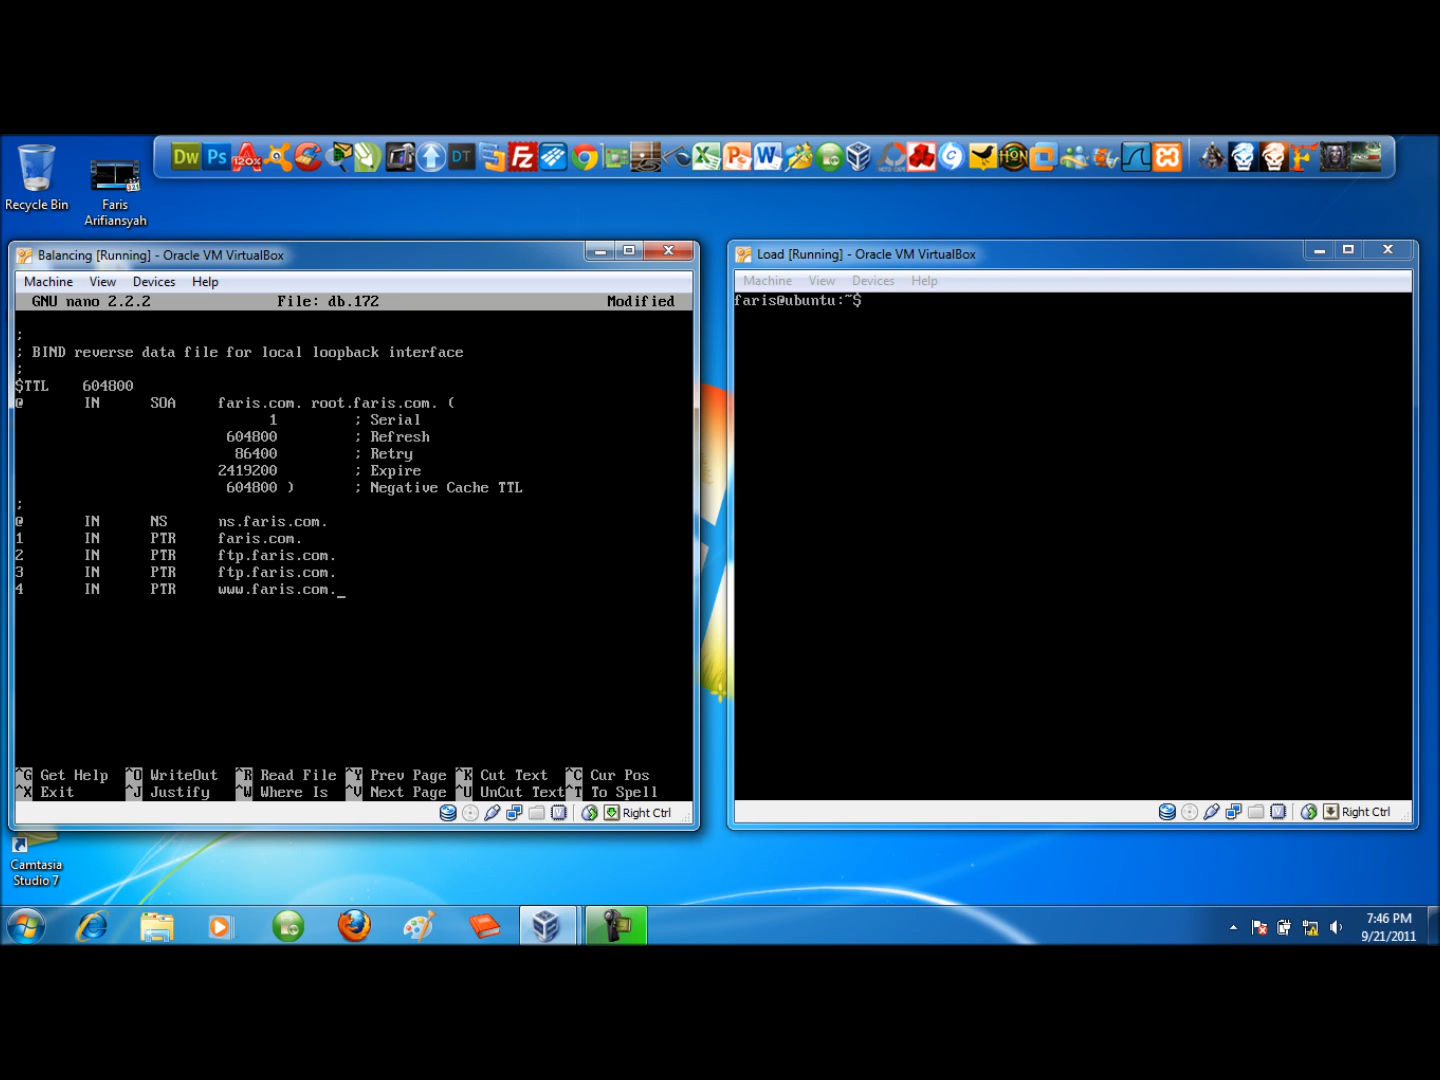 Recycle Bin
Faris
Arifiansyah
Dw Ps 120% DT Fz X P W HON
Balancing [Running] - Oracle VM VirtualBox
Machine View Devices Help
GNU nano 2.2.2 File: db.172 Modified
;
; BIND reverse data file for local loopback interface
;
$TTL 604800
@ IN SOA faris.com. root.faris.com. (
1 ; Serial
604800 ; Refresh
86400 ; Retry
2419200 ; Expire
604800 ) ; Negative Cache TTL
;
@ IN NS ns.faris.com.
1 IN PTR faris.com.
2 IN PTR ftp.faris.com.
3 IN PTR ftp.faris.com.
4 IN PTR www.faris.com._
^G Get Help ^O WriteOut ^R Read File ^Y Prev Page ^K Cut Text ^C Cur Pos
^X Exit ^J Justify ^W Where Is ^V Next Page ^U UnCut Text ^T To Spell
Right Ctrl
Load [Running] - Oracle VM VirtualBox
Machine View Devices Help
faris@ubuntu:~$
Right Ctrl
Camtasia
Studio 7
7:46 PM
9/21/2011